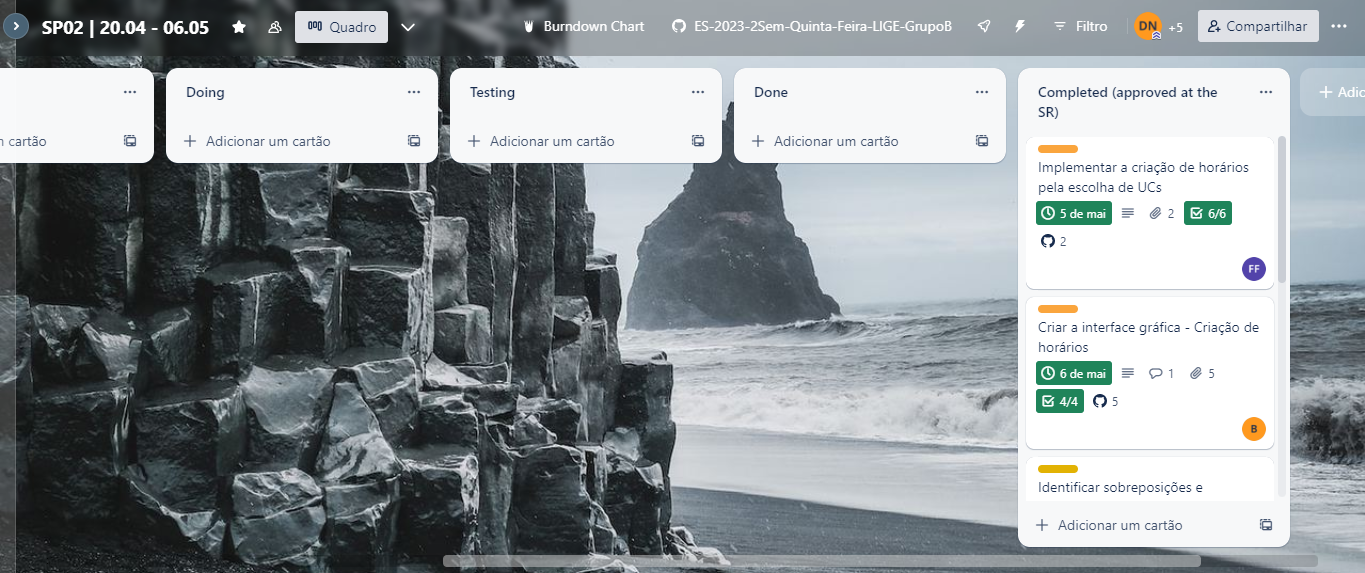 SP02 | 20.04 - 06.05
Quadro
Burndown Chart
ES-2023-2Sem-Quinta-Feira-LIGE-GrupoB
Filtro
DN
+5
Compartilhar
cartão
Doing
Adicionar um cartão
Testing
Adicionar um cartão
Done
Adicionar um cartão
Completed (approved at the
SR)
Implementar a criação de horários
pela escolha de UCs
5 de mai
2
6/6
2
FF
Criar a interface gráfica - Criação de
horários
6 de mai
1
5
4/4
5
B
Identificar sobreposições e
Adicionar um cartão
Adic